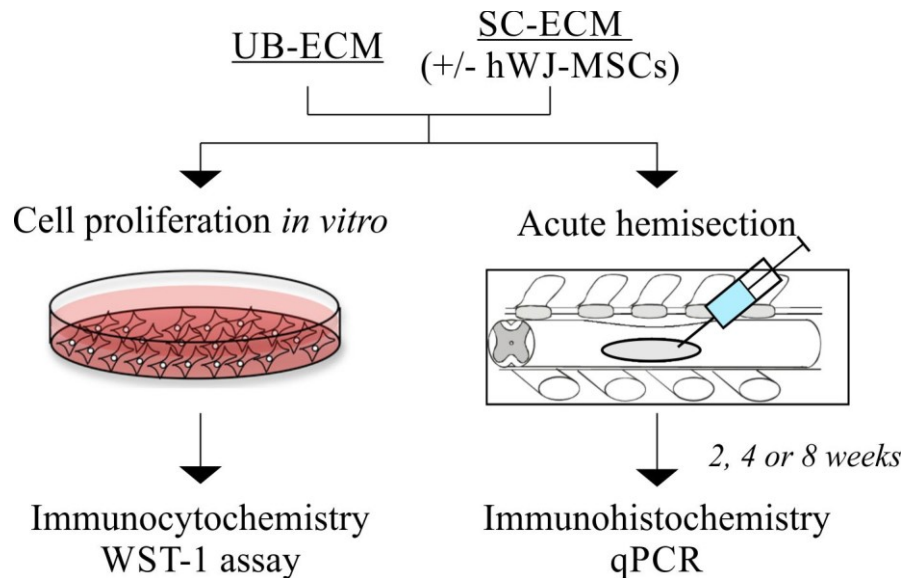 UB-ECM
SC-ECM
(+/- hWJ-MSCs)
Cell proliferation in vitro
Acute hemisection
2, 4 or 8 weeks
Immunocytochemistry
WST-1 assay
Immunohistochemistry
qPCR